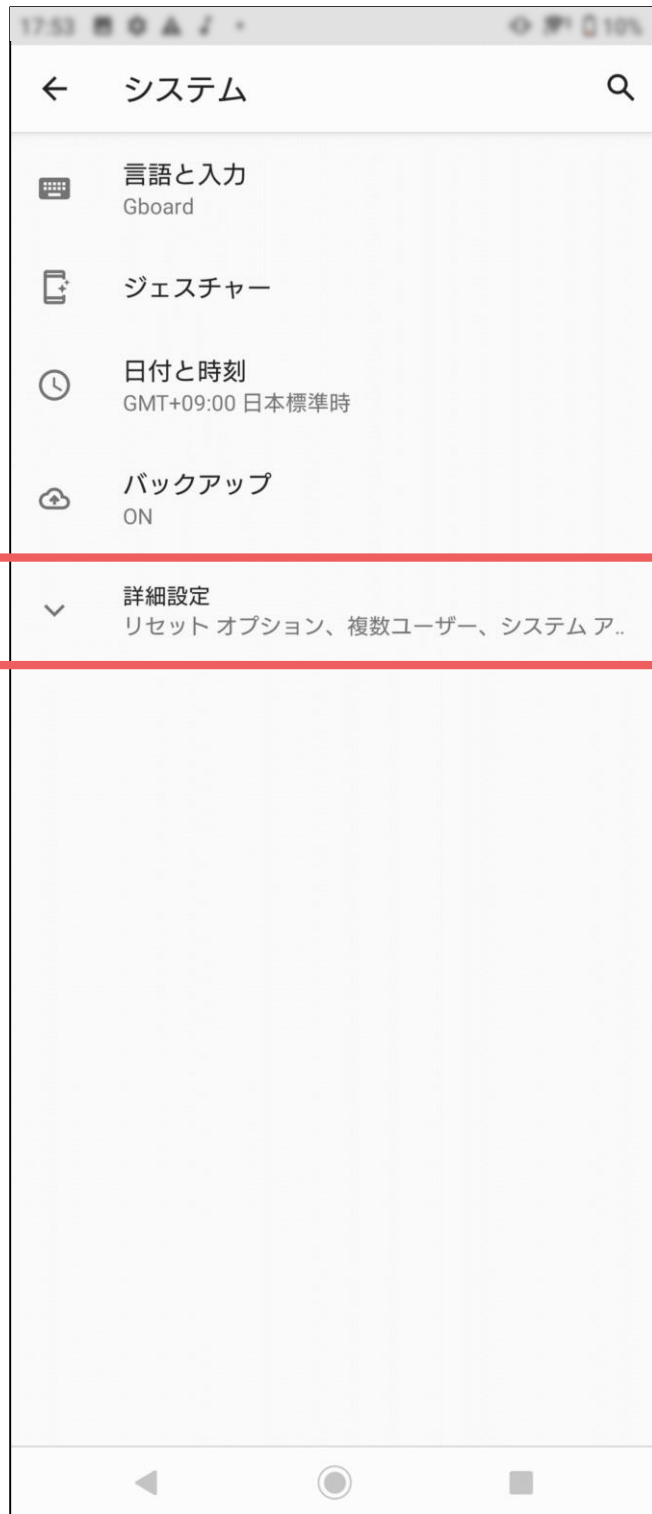 17:53
10%
システム
言語と入力
Gboard
ジェスチャー
日付と時刻
GMT+09:00 日本標準時
バックアップ
ON
詳細設定
リセット オプション、複数ユーザー、システム ア..